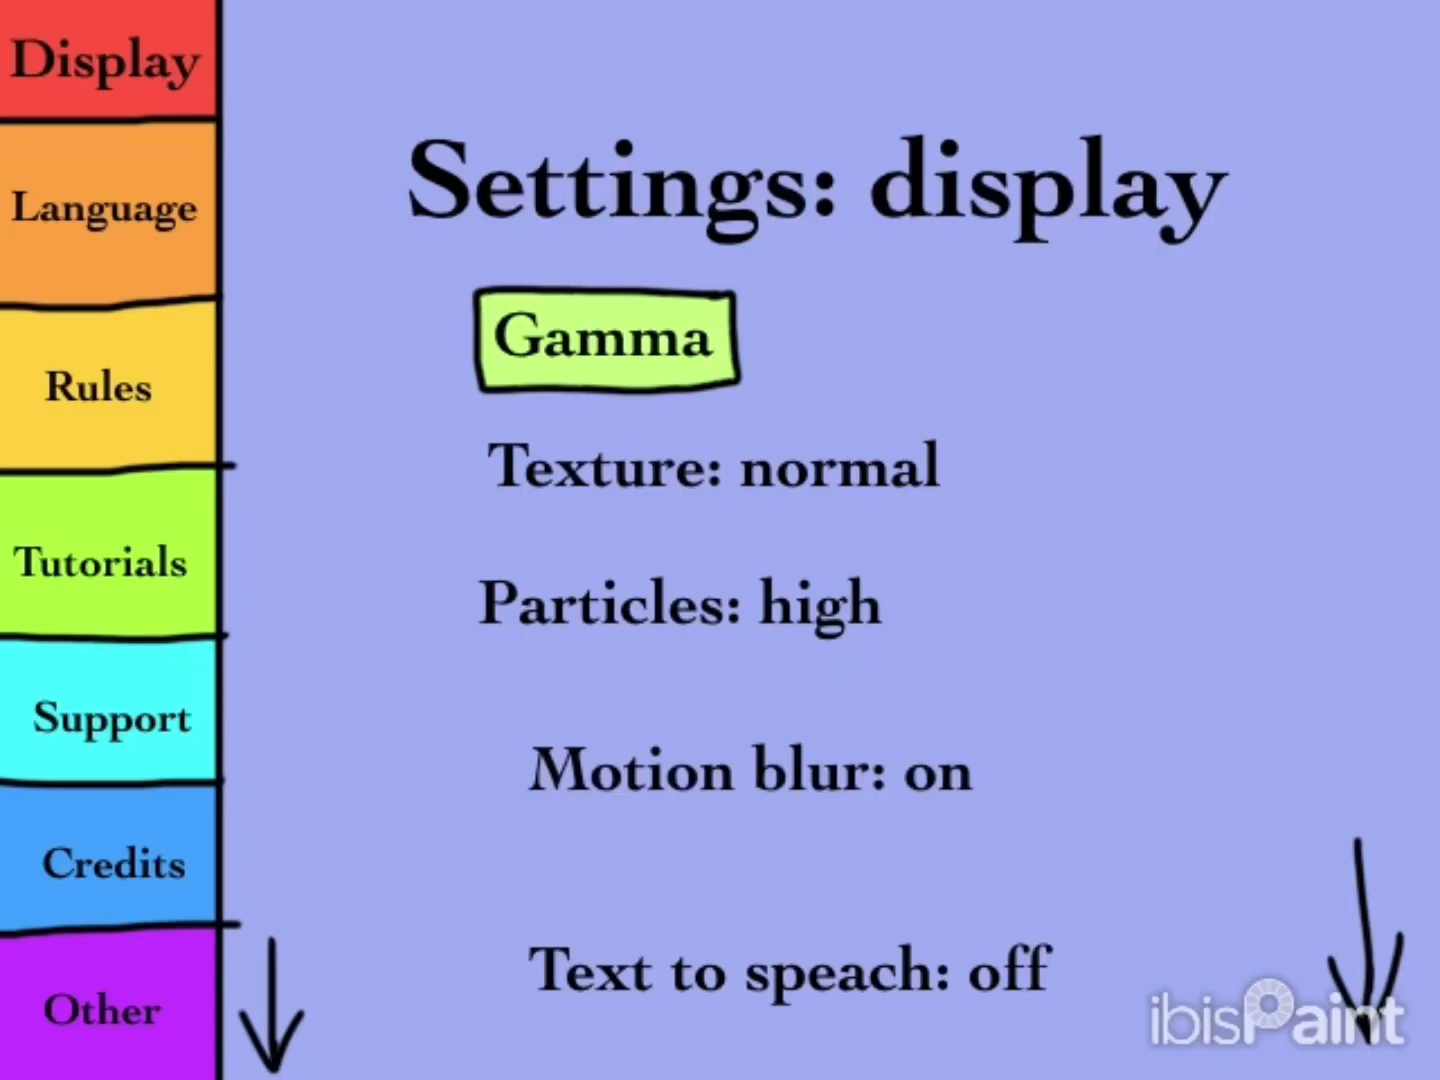 Display
Language
Rules
Tutorials
Support
Credits
Other
Settings: display
Gamma
Texture: normal
Particles: high
Motion blur: on
Text to speach: off
ibisPaint